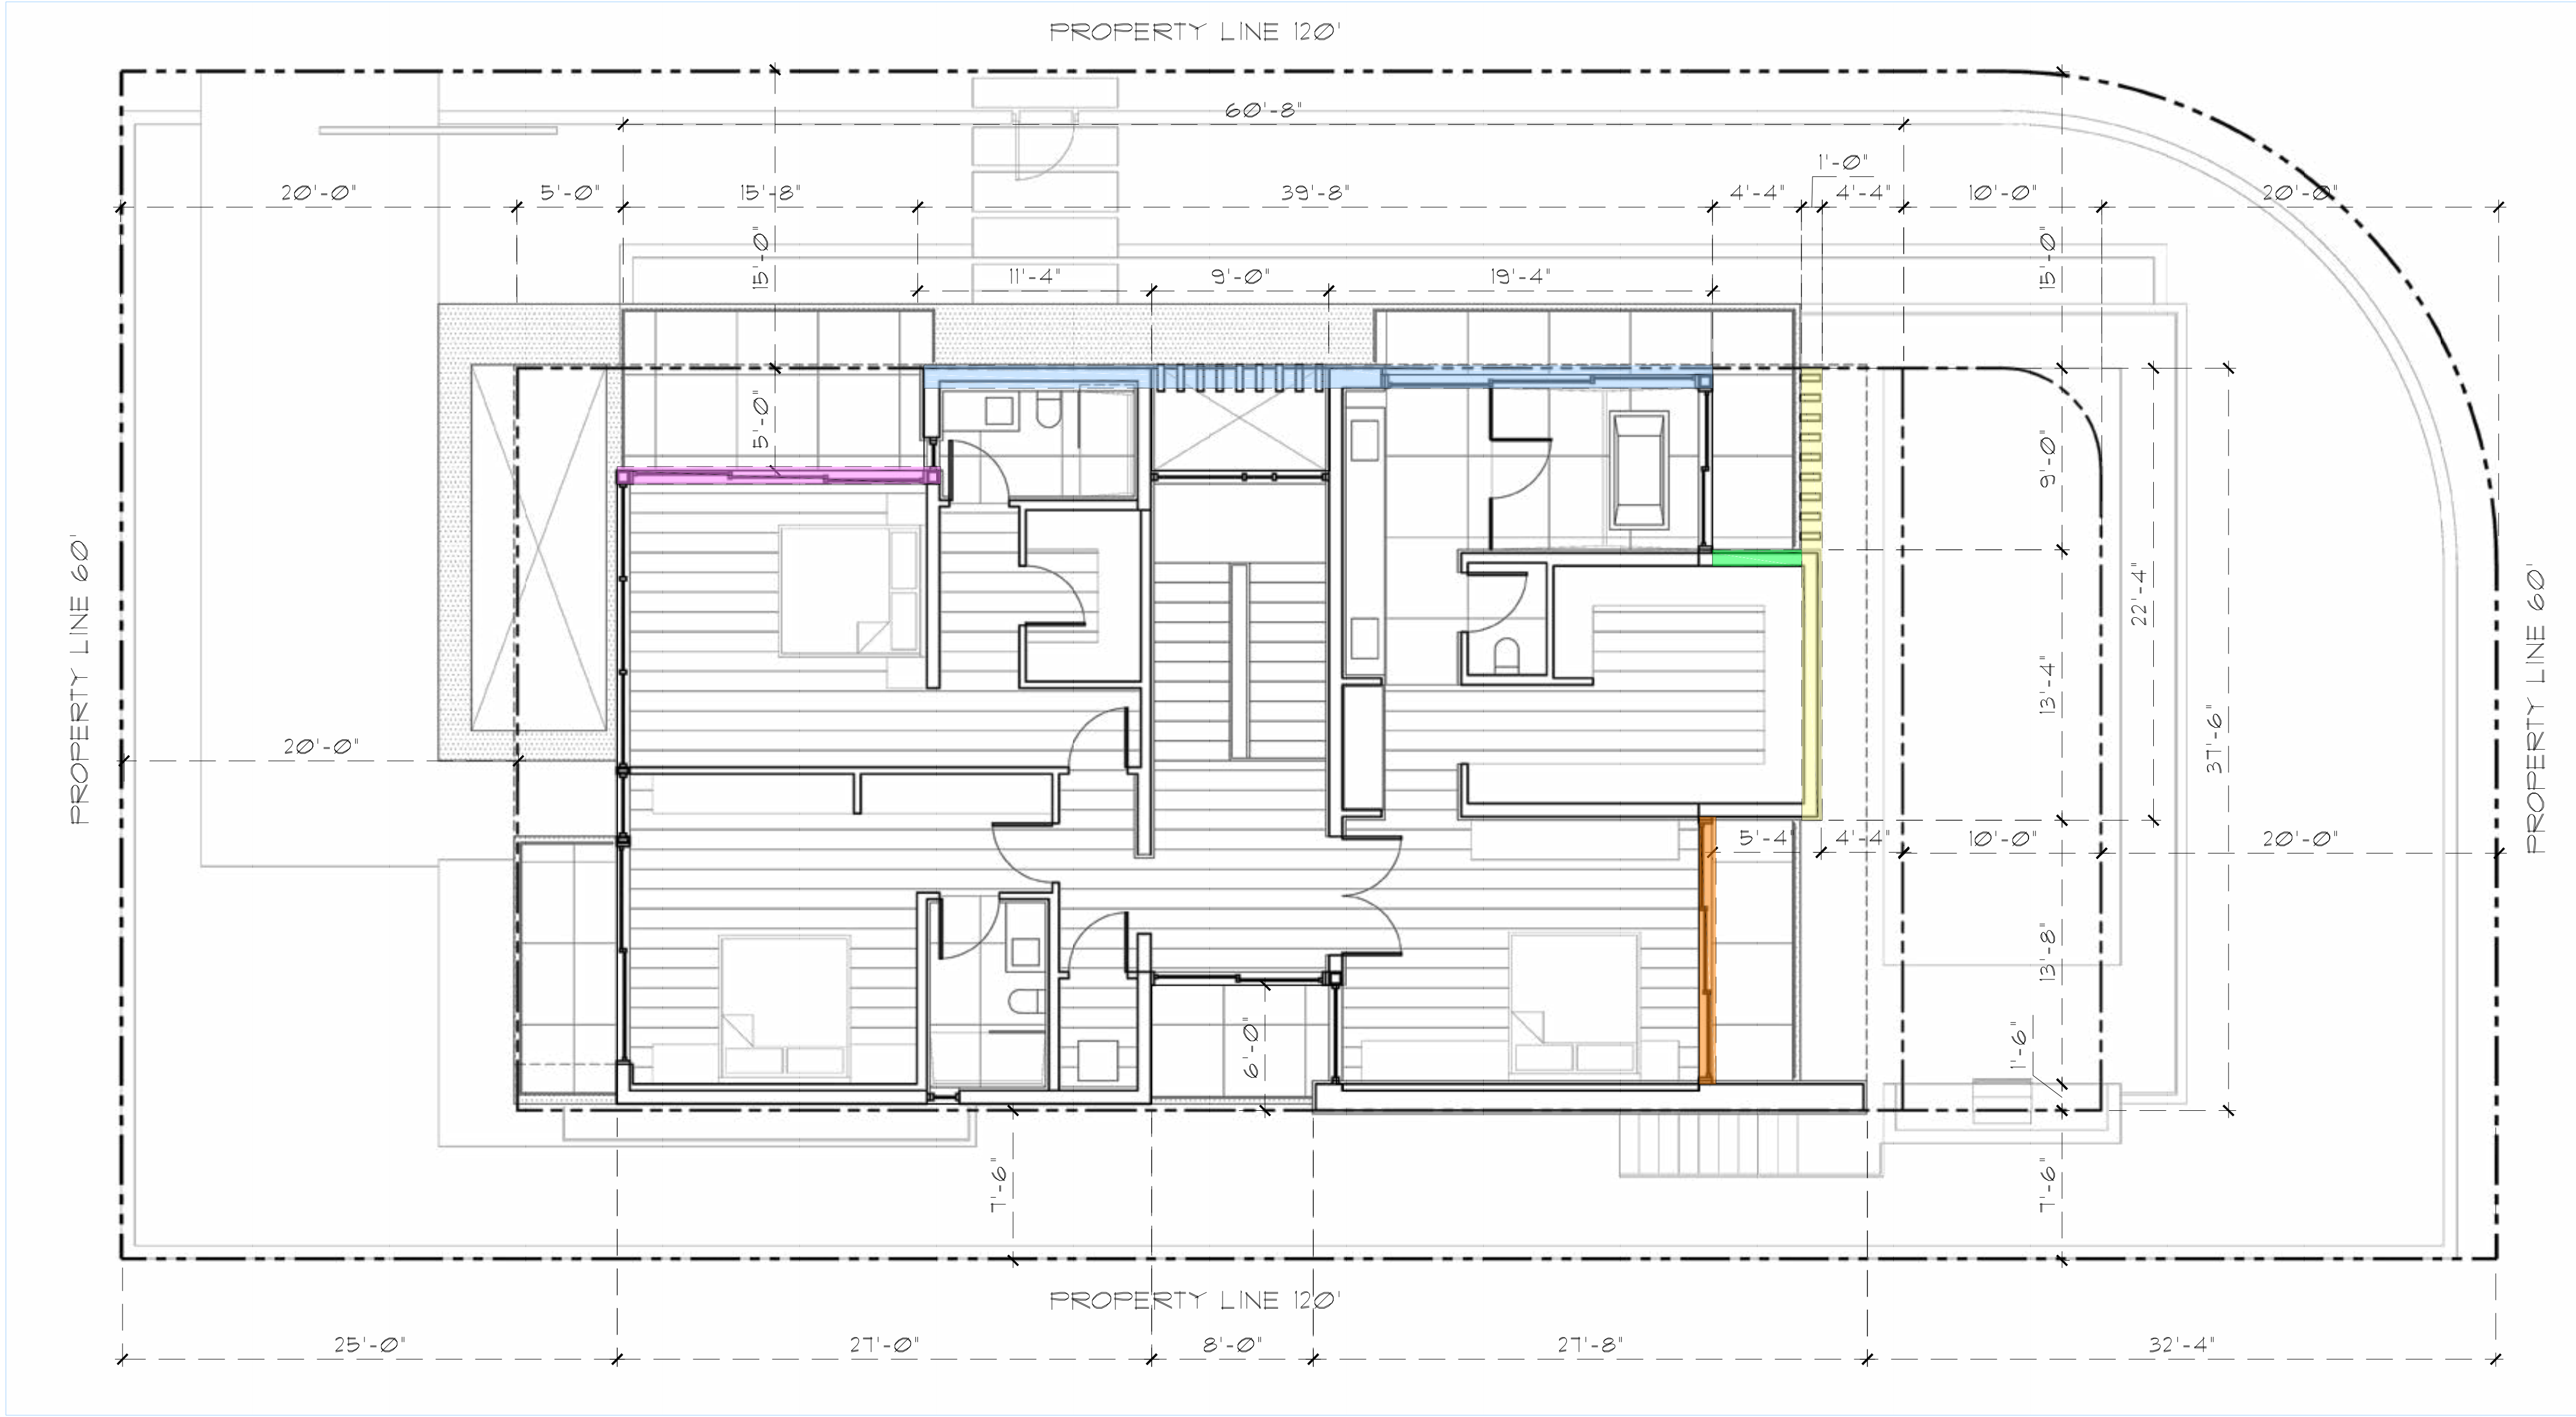 PROPERTY LINE 120'
60'-8"
1'-0"
20'-0" 5'-0" 15'-8" 39'-8" 4'-4" 4'-4" 10'-0" 20'-0"
15'-0"
15'-0"
11'-4" 9'-0" 19'-4"
5'-0"
9'-0"
22'-4"
PROPERTY LINE 60'
PROPERTY LINE 60'
13'-4"
37'-6"
20'-0"
5'-4" 4'-4" 10'-0" 20'-0"
13'-8"
6'-0"
1'-6"
7'-6"
7'-6"
PROPERTY LINE 120'
25'-0" 27'-0" 8'-0" 27'-8" 32'-4"